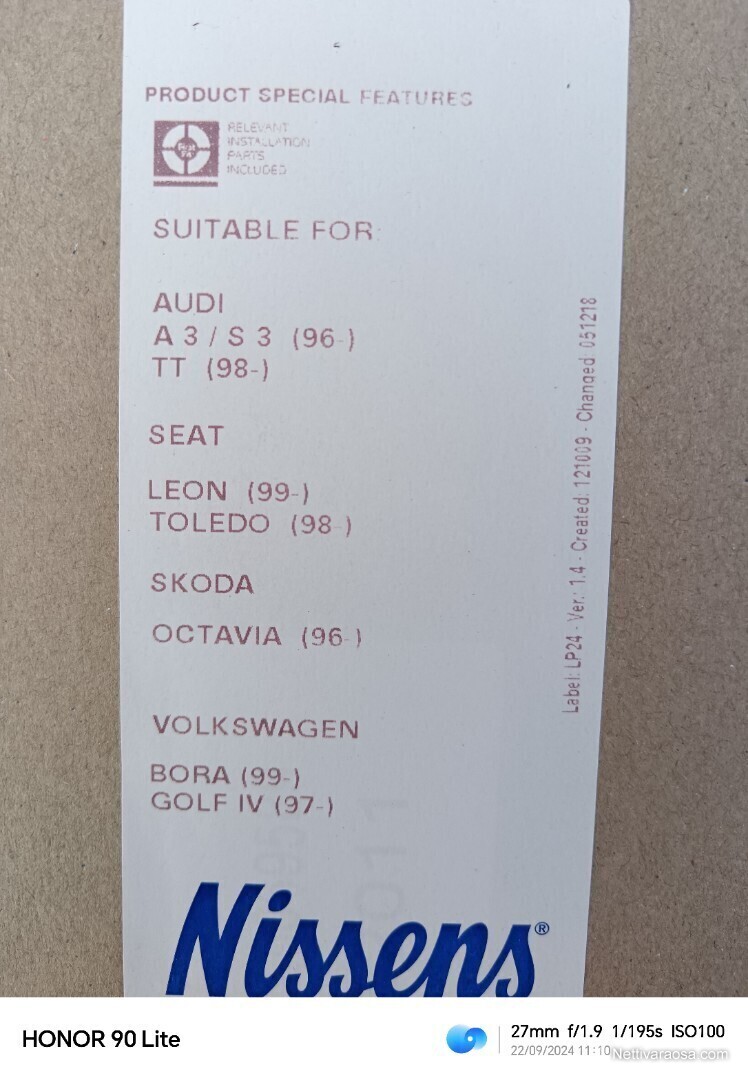 PRODUCT SPECIAL FEATURES
First Fit
RELEVANT
INSTALLATION
PARTS
INCLUDED
SUITABLE FOR:
AUDI
A 3 / S 3 (96-)
TT (98-)
SEAT
LEON (99-)
TOLEDO (98-)
SKODA
OCTAVIA (96-)
VOLKSWAGEN
BORA (99-)
GOLF IV (97-)
Label: LP24 - Ver.: 1.4 - Created: 121009 - Changed: 051218
Nissens®
HONOR 90 Lite
27mm f/1.9 1/195s ISO100
22/09/2024 11:10
Nettivaraosa.com